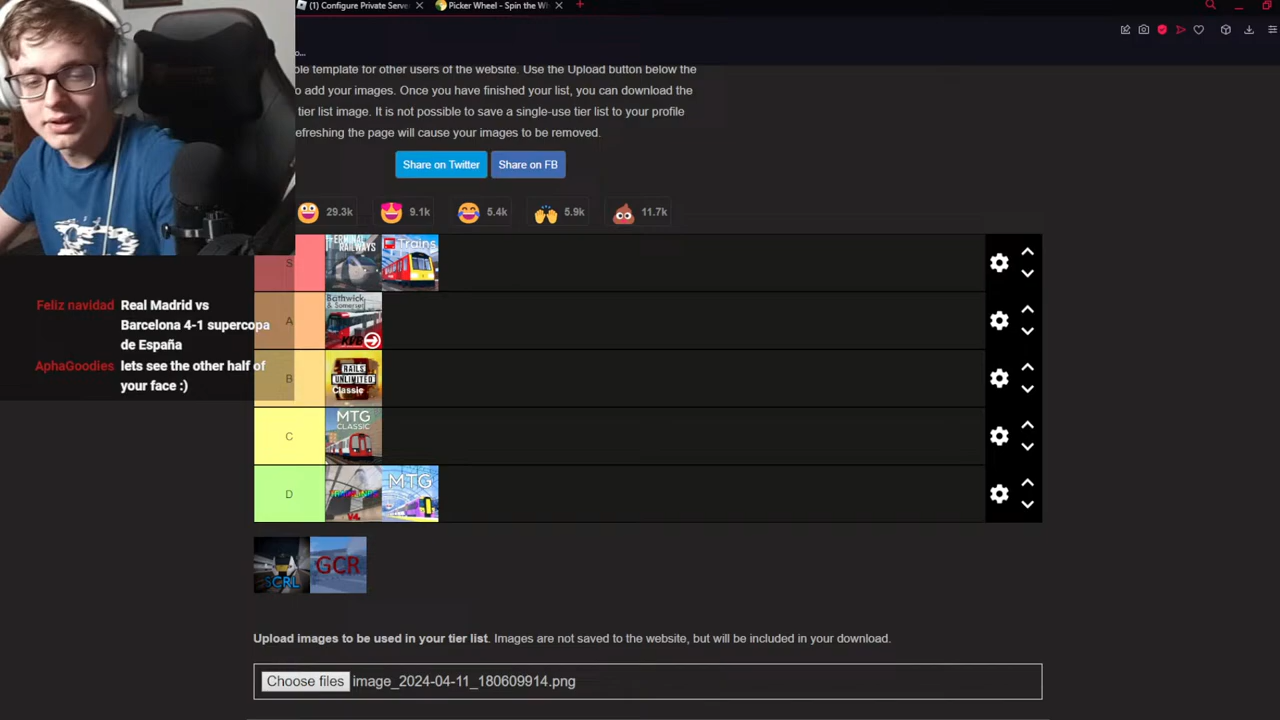 (1) Configure Private Serve
Picker Wheel - Spin the W
o...
ble template for other users of the website. Use the Upload button below the
o add your images. Once you have finished your list, you can download the
tier list image. It is not possible to save a single-use tier list to your profile
efreshing the page will cause your images to be removed.
Share on Twitter
Share on FB
29.3k
9.1k
5.4k
5.9k
11.7k
S
ERMINAL RAILWAYS
Trains
Feliz navidad Real Madrid vs
Barcelona 4-1 supercopa
de España
AphaGoodies lets see the other half of
your face :)
A
Bathwick
& Somerset
KVB
B
RAILS
UNLIMITED
Classic
C
MTG
CLASSIC
D
V4
MTG
SCRL
GCR
Upload images to be used in your tier list. Images are not saved to the website, but will be included in your download.
Choose files image_2024-04-11_180609914.png